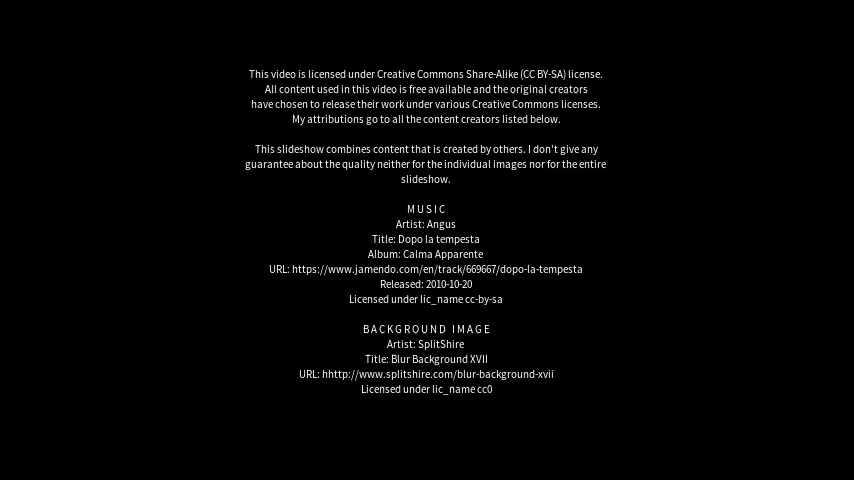 This video is licensed under Creative Commons Share-Alike (CC BY-SA) license.
All content used in this video is free available and the original creators
have chosen to release their work under various Creative Commons licenses.
My attributions go to all the content creators listed below.
This slideshow combines content that is created by others. I don't give any
guarantee about the quality neither for the individual images nor for the entire
slideshow.
M U S I C
Artist: Angus
Title: Dopo la tempesta
Album: Calma Apparente
URL: https://www.jamendo.com/en/track/669667/dopo-la-tempesta
Released: 2010-10-20
Licensed under lic_name cc-by-sa
B A C K G R O U N D   I M A G E
Artist: SplitShire
Title: Blur Background XVII
URL: hhttp://www.splitshire.com/blur-background-xvii
Licensed under lic_name cc0